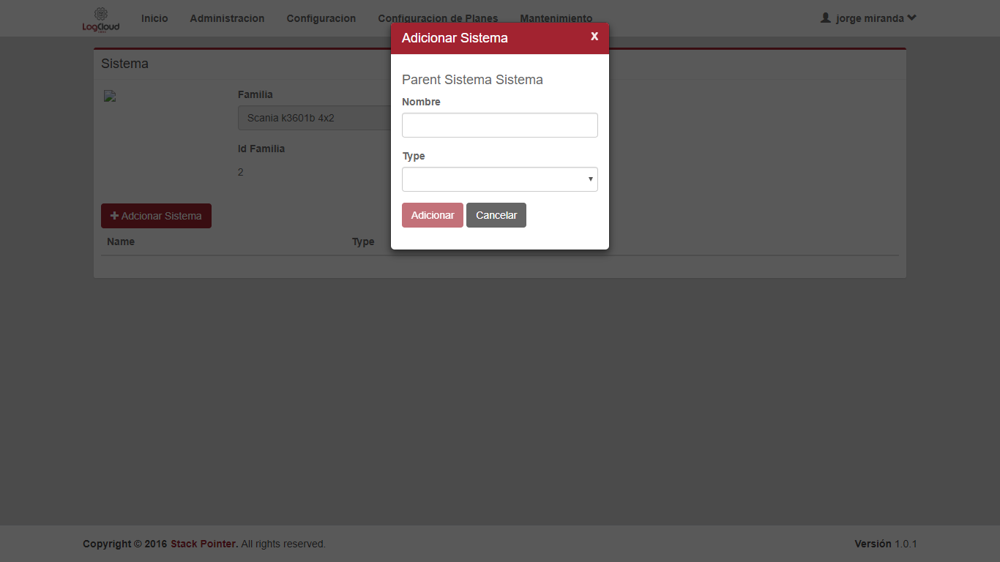 LogCloud
Inicio Administracion Configuracion Configuracion de Planes Mantenimiento jorge miranda
Adicionar Sistema x
Sistema
Parent Sistema Sistema
Familia
Nombre
Scania k3601b 4x2
Id Familia
Type
2
Adicionar Cancelar
Adcionar Sistema
Name Type
Copyright © 2016 Stack Pointer. All rights reserved. Versión 1.0.1